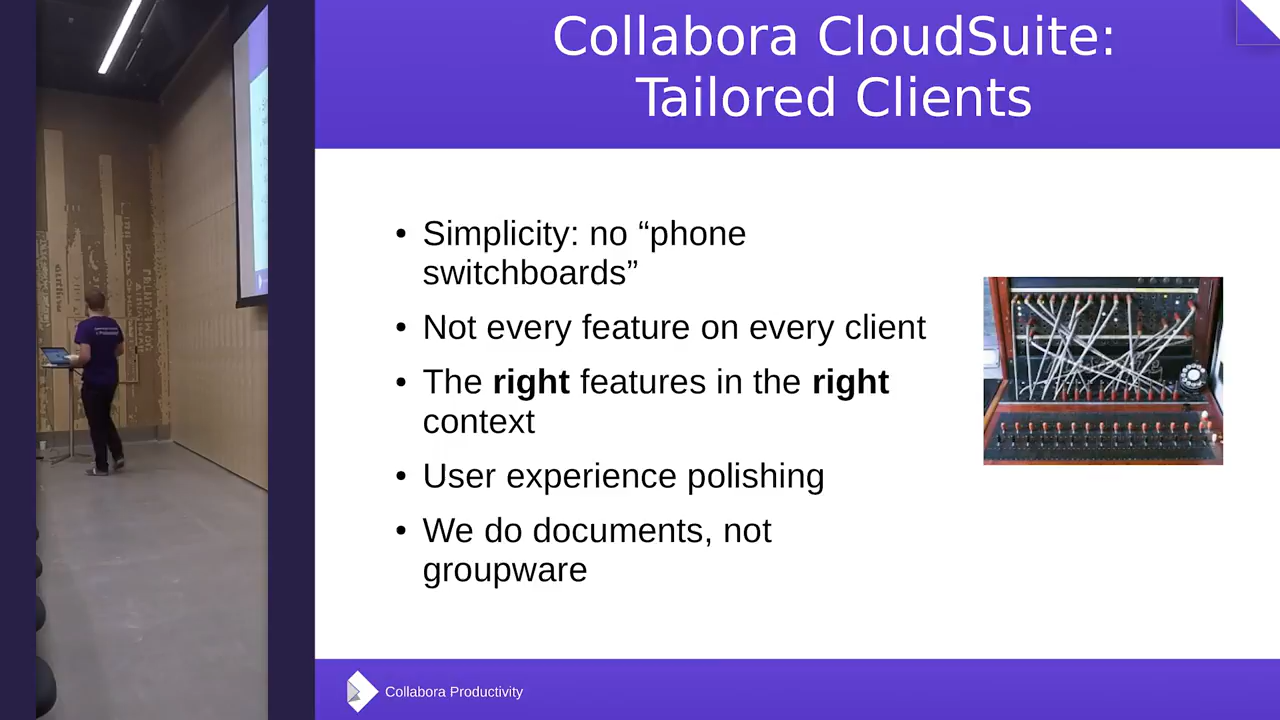 Collabora CloudSuite:
Tailored Clients
• Simplicity: no “phone
switchboards”
• Not every feature on every client
• The right features in the right
context
• User experience polishing
• We do documents, not
groupware
Collabora Productivity